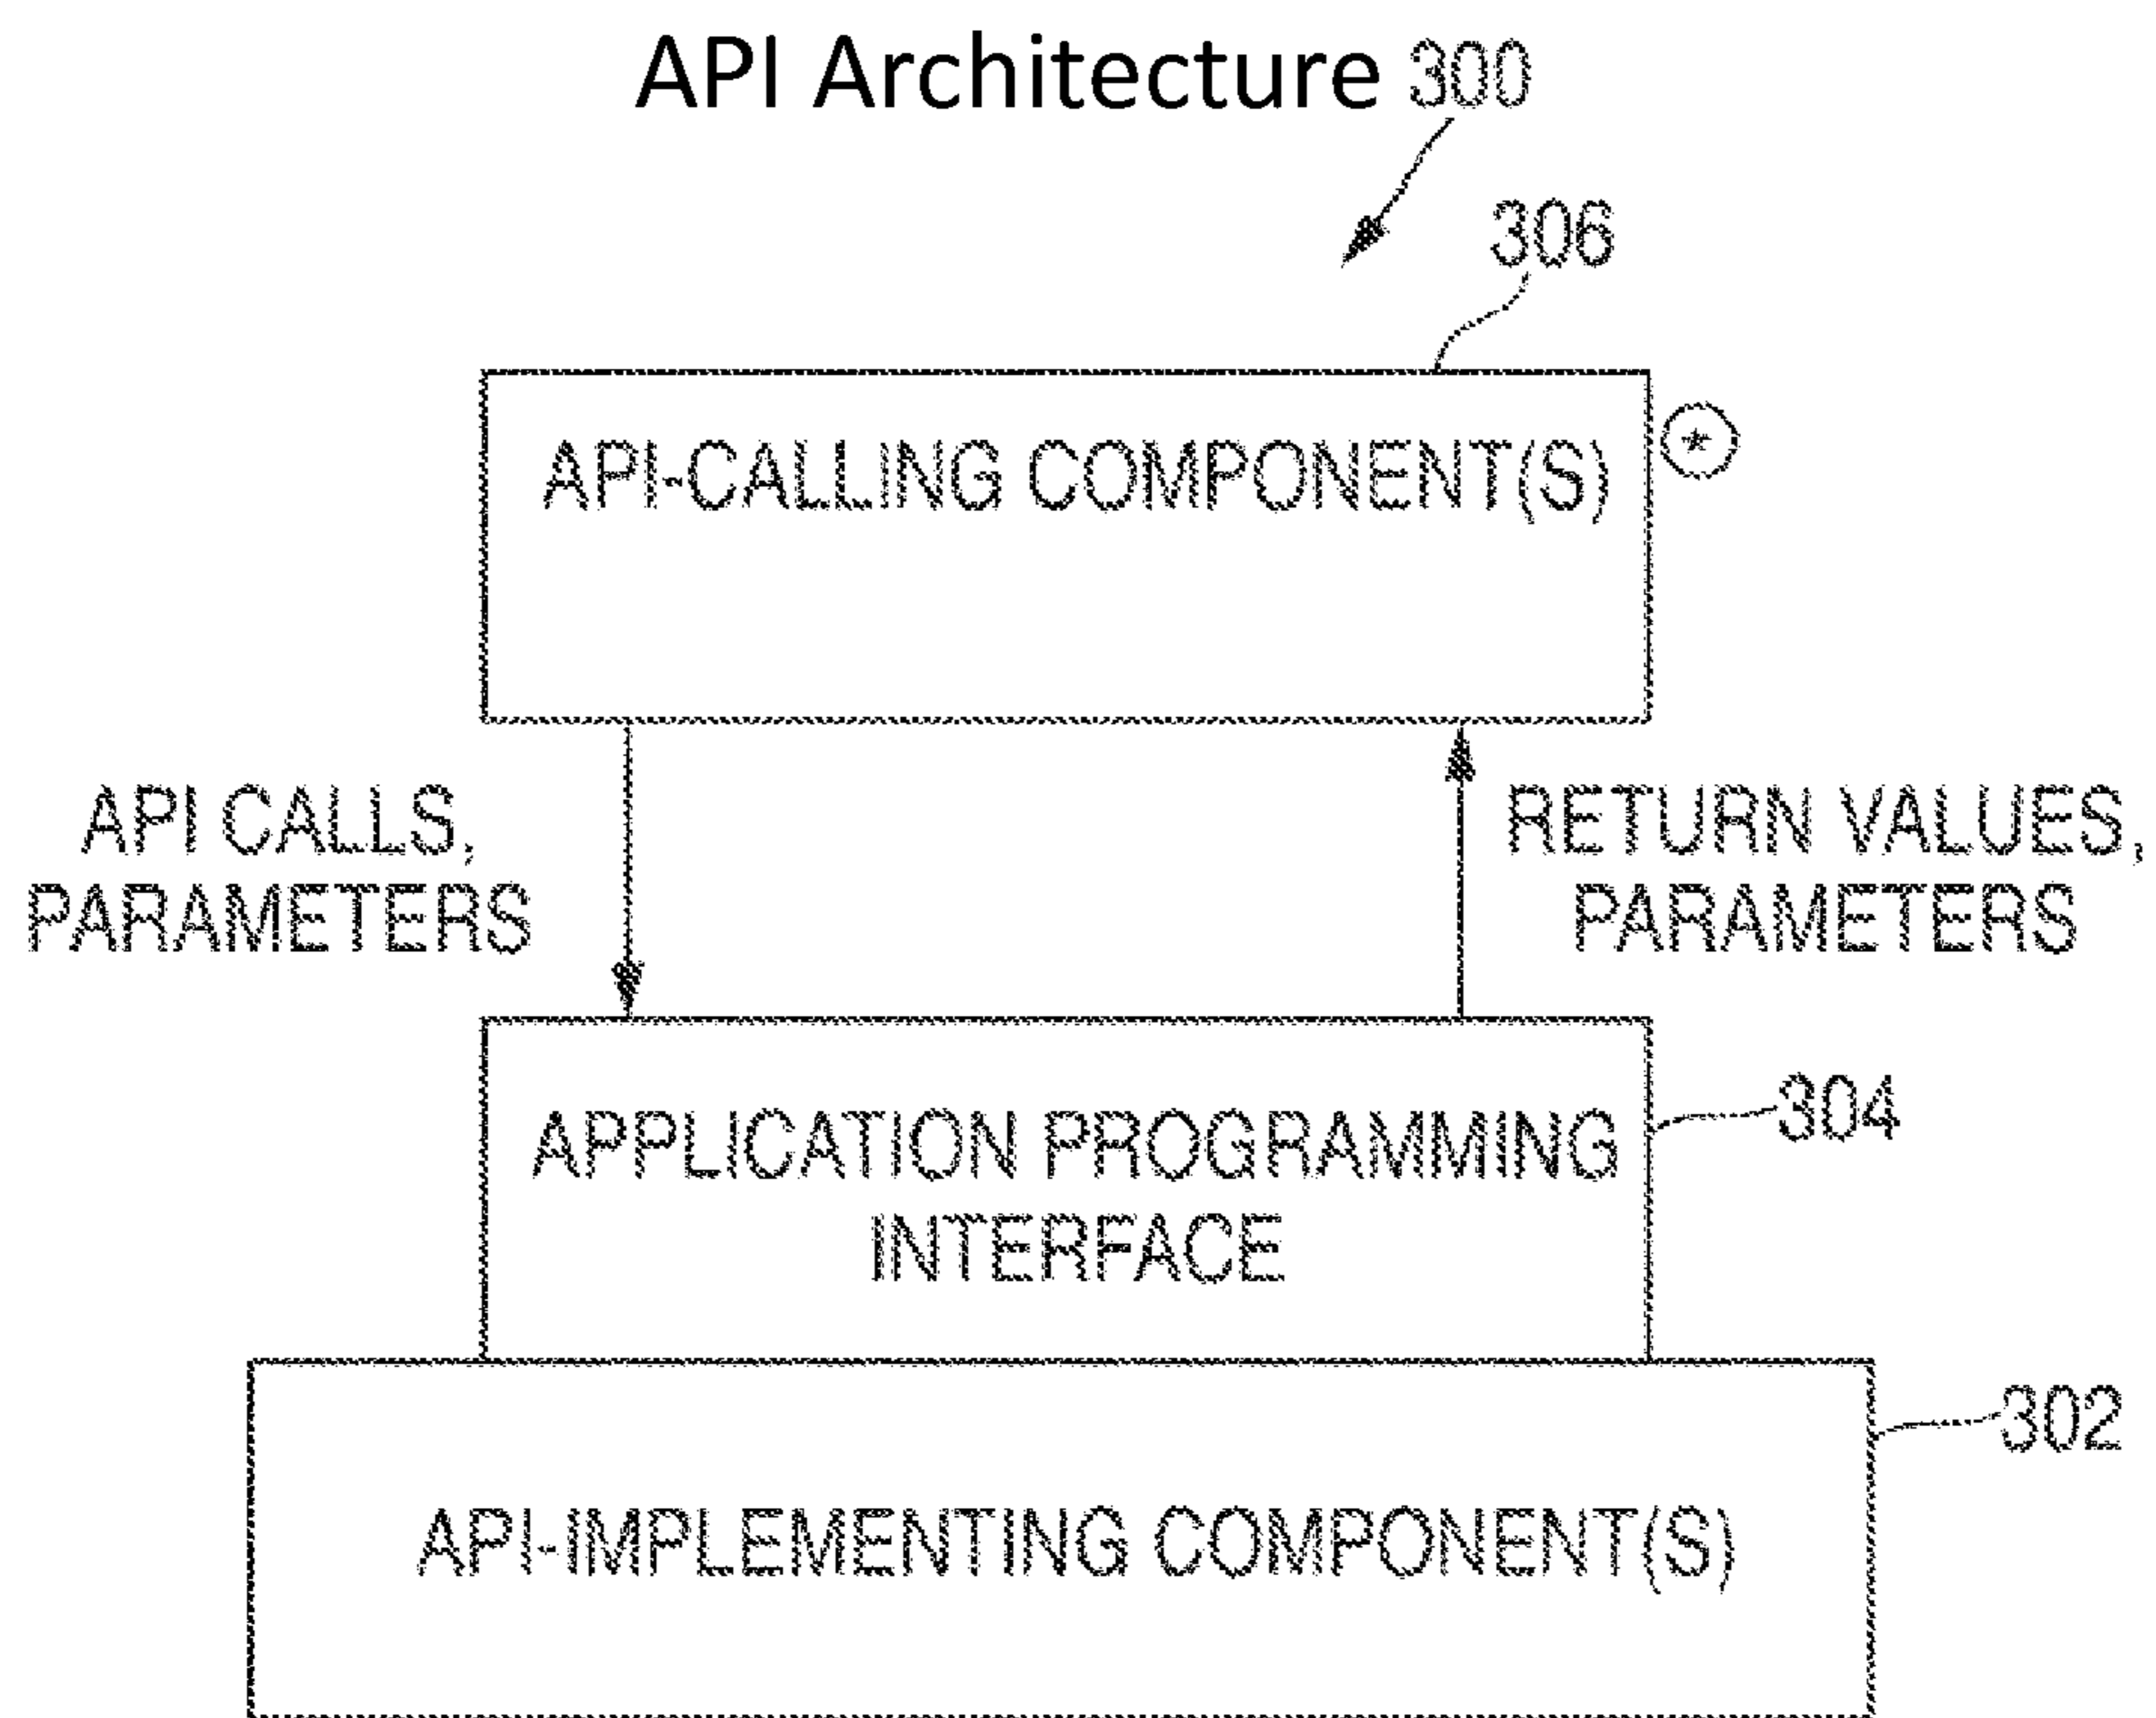 API Architecture 300
306
API-CALLING COMPONENT(S)
*
API CALLS,
PARAMETERS
RETURN VALUES,
PARAMETERS
APPLICATION PROGRAMMING
INTERFACE
304
302
API-IMPLEMENTING COMPONENT(S)